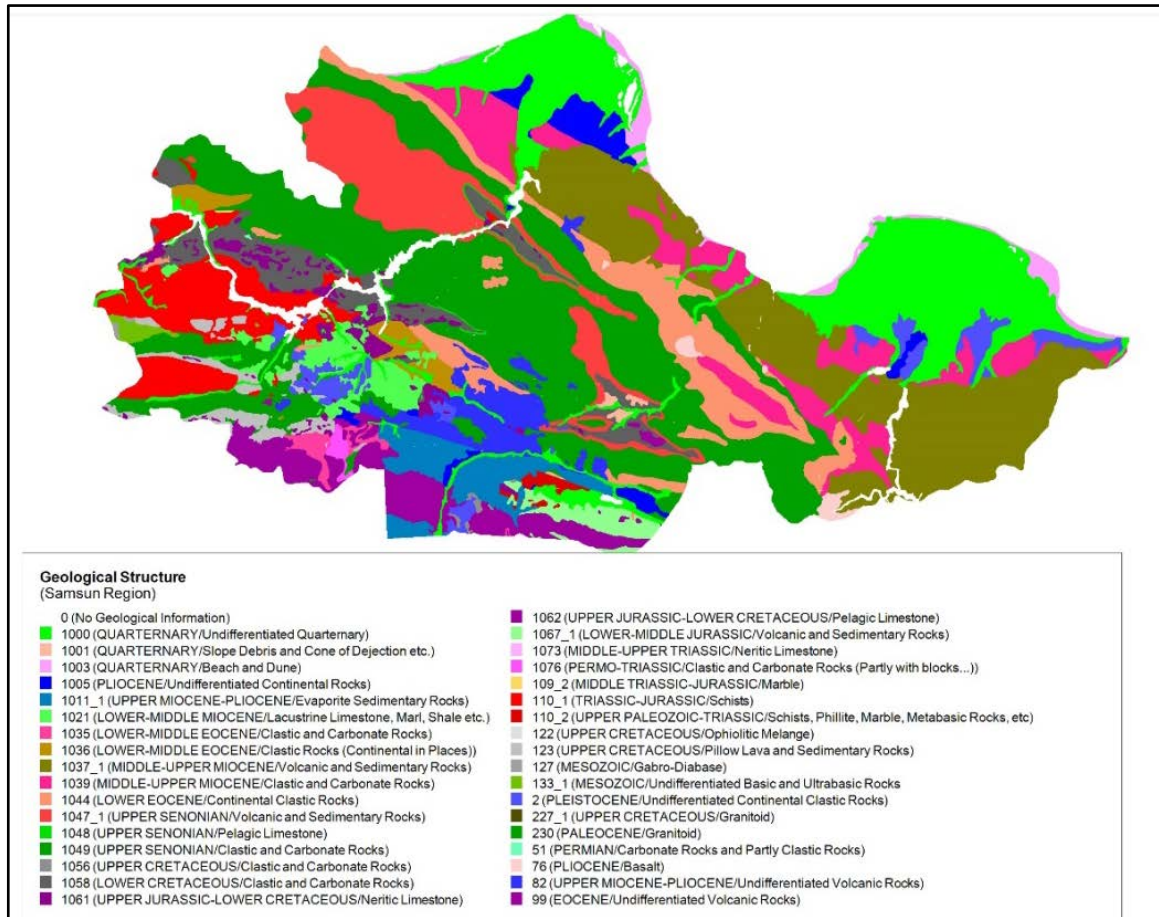 Geological Structure
(Samsun Region)
0 (No Geological Information)
1000 (QUARTERNARY/Undifferentiated Quarternary)
1001 (QUARTERNARY/Slope Debris and Cone of Dejection etc.)
1003 (QUARTERNARY/Beach and Dune)
1005 (PLIOCENE/Undifferentiated Continental Rocks)
1011_1 (UPPER MIOCENE-PLIOCENE/Evaporite Sedimentary Rocks)
1021 (LOWER-MIDDLE MIOCENE/Lacustrine Limestone, Marl, Shale etc.)
1035 (LOWER-MIDDLE EOCENE/Clastic and Carbonate Rocks)
1036 (LOWER-MIDDLE EOCENE/Clastic Rocks (Continental in Places))
1037_1 (MIDDLE-UPPER MIOCENE/Volcanic and Sedimentary Rocks)
1039 (MIDDLE-UPPER MIOCENE/Clastic and Carbonate Rocks)
1044 (LOWER EOCENE/Continental Clastic Rocks)
1047_1 (UPPER SENONIAN/Volcanic and Sedimentary Rocks)
1048 (UPPER SENONIAN/Pelagic Limestone)
1049 (UPPER SENONIAN/Clastic and Carbonate Rocks)
1056 (UPPER CRETACEOUS/Clastic and Carbonate Rocks)
1058 (LOWER CRETACEOUS/Clastic and Carbonate Rocks)
1061 (UPPER JURASSIC-LOWER CRETACEOUS/Neritic Limestone)
1062 (UPPER JURASSIC-LOWER CRETACEOUS/Pelagic Limestone)
1067_1 (LOWER-MIDDLE JURASSIC/Volcanic and Sedimentary Rocks)
1073 (MIDDLE-UPPER TRIASSIC/Neritic Limestone)
1076 (PERMO-TRIASSIC/Clastic and Carbonate Rocks (Partly with blocks...))
109_2 (MIDDLE TRIASSIC-JURASSIC/Marble)
110_1 (TRIASSIC-JURASSIC/Schists)
110_2 (UPPER PALEOZOIC-TRIASSIC/Schists, Phillite, Marble, Metabasic Rocks, etc)
122 (UPPER CRETACEOUS/Ophiolitic Melange)
123 (UPPER CRETACEOUS/Pillow Lava and Sedimentary Rocks)
127 (MESOZOIC/Gabro-Diabase)
133_1 (MESOZOIC/Undifferentiated Basic and Ultrabasic Rocks
2 (PLEISTOCENE/Undifferentiated Continental Clastic Rocks)
227_1 (UPPER CRETACEOUS/Granitoid)
230 (PALEOCENE/Granitoid)
51 (PERMIAN/Carbonate Rocks and Partly Clastic Rocks)
76 (PLIOCENE/Basalt)
82 (UPPER MIOCENE-PLIOCENE/Undifferentiated Volcanic Rocks)
99 (EOCENE/Undifferentiated Volcanic Rocks)